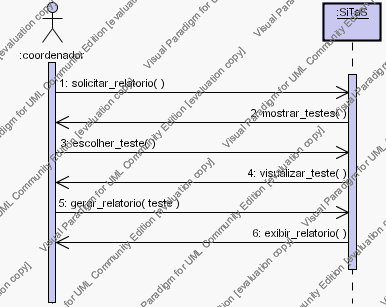 :SiTaS
:coordenador
1: solicitar_relatorio( )
2: mostrar_testes( )
3: escolher_teste( )
4: visualizar_teste( )
5: gerar_relatorio( teste )
6: exibir_relatorio( )
Visual Paradigm for UML Community Edition [evaluation copy]